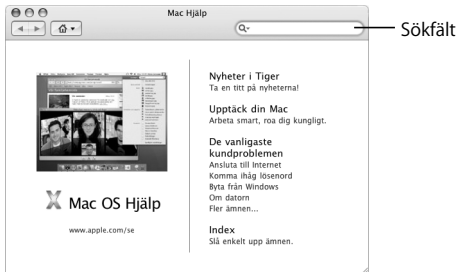 Mac Hjälp
Sökfält
Nyheter i Tiger
Ta en titt på nyheterna!
Upptäck din Mac
Arbeta smart, roa dig kungligt.
De vanligaste
kundproblemen
Ansluta till Internet
Komma ihåg lösenord
Byta från Windows
Om datorn
Fler ämnen...
Index
Slå enkelt upp ämnen.
Mac OS Hjälp
www.apple.com/se